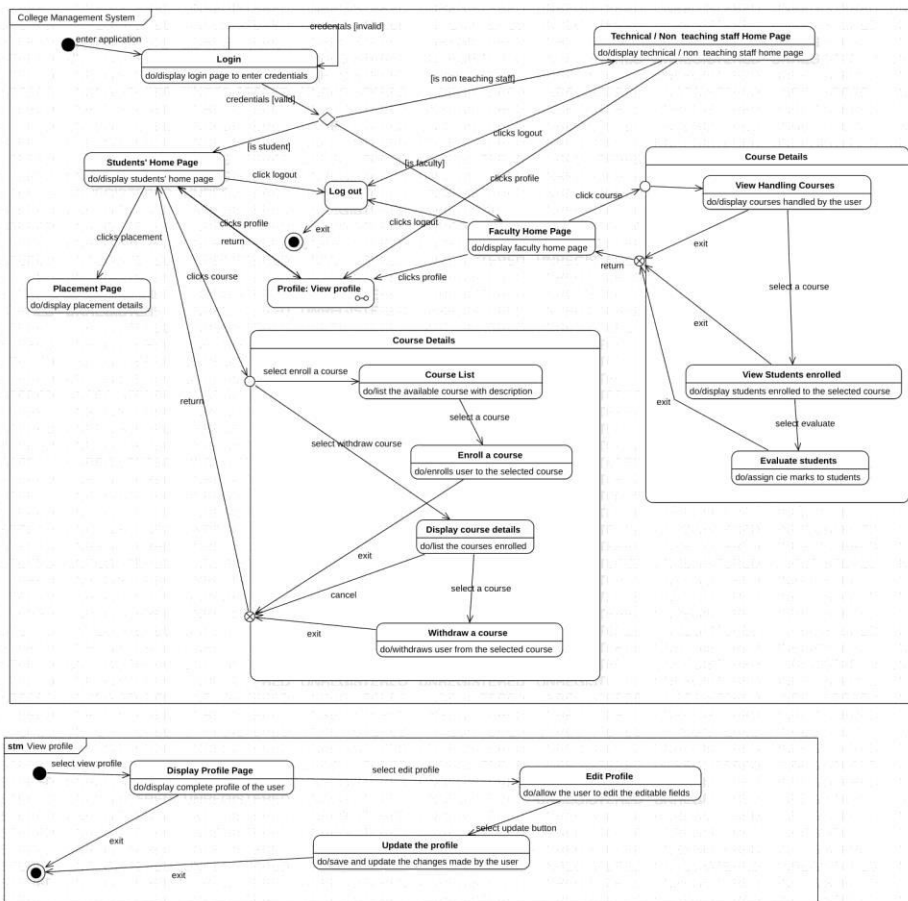 College Management System
credentials [invalid]
enter application
Login
do/display login page to enter credentials
Technical / Non teaching staff Home Page
do/display technical / non teaching staff home page
[is non teaching staff]
credentials [valid]
clicks logout
[is student]
[is faculty]
Students' Home Page
do/display students' home page
click logout
Log out
clicks profile
click course
Course Details
View Handling Courses
do/display courses handled by the user
clicks profile
return
exit
clicks logout
Faculty Home Page
do/display faculty home page
exit
return
clicks placement
clicks course
clicks profile
Placement Page
do/display placement details
Profile: View profile
select a course
exit
Course Details
select enroll a course
Course List
do/list the available course with description
View Students enrolled
do/display students enrolled to the selected course
exit
return
select a course
select evaluate
select withdraw course
Enroll a course
do/enrolls user to the selected course
Evaluate students
do/assign cie marks to students
Display course details
do/list the courses enrolled
exit
cancel
select a course
exit
Withdraw a course
do/withdraws user from the selected course
stm View profile
select view profile
Display Profile Page
do/display complete profile of the user
select edit profile
Edit Profile
do/allow the user to edit the editable fields
select update button
exit
Update the profile
do/save and update the changes made by the user
exit